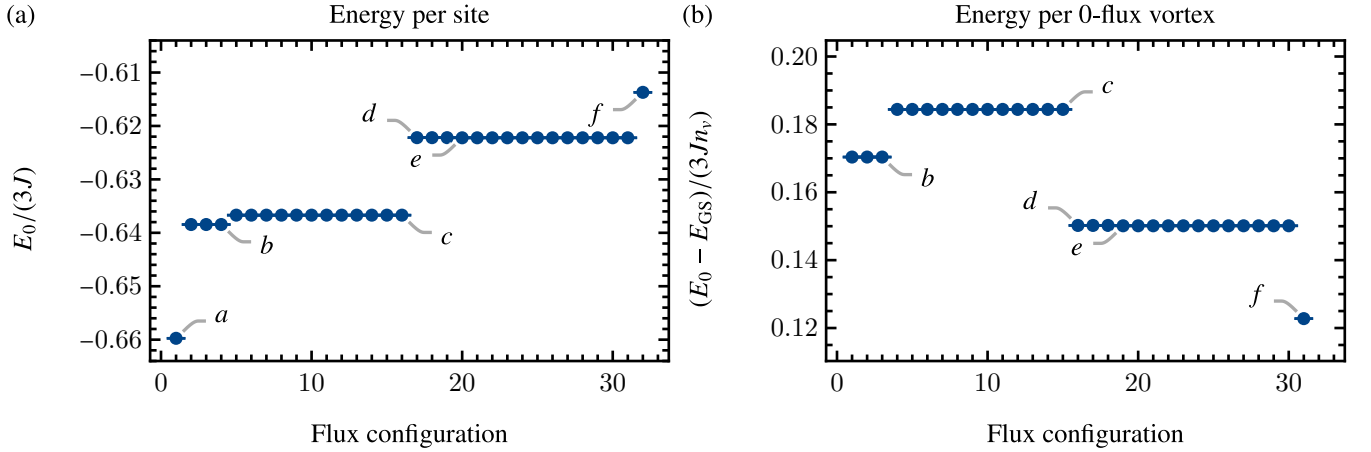 (a)
Energy per site
E₀/(3J)
−0.61
−0.62
−0.63
−0.64
−0.65
−0.66
0
10
20
30
Flux configuration
a
b
c
d
e
f
(b)
Energy per 0-flux vortex
(E₀ − E_GS)/(3Jn_v)
0.20
0.18
0.16
0.14
0.12
0
10
20
30
Flux configuration
b
c
d
e
f